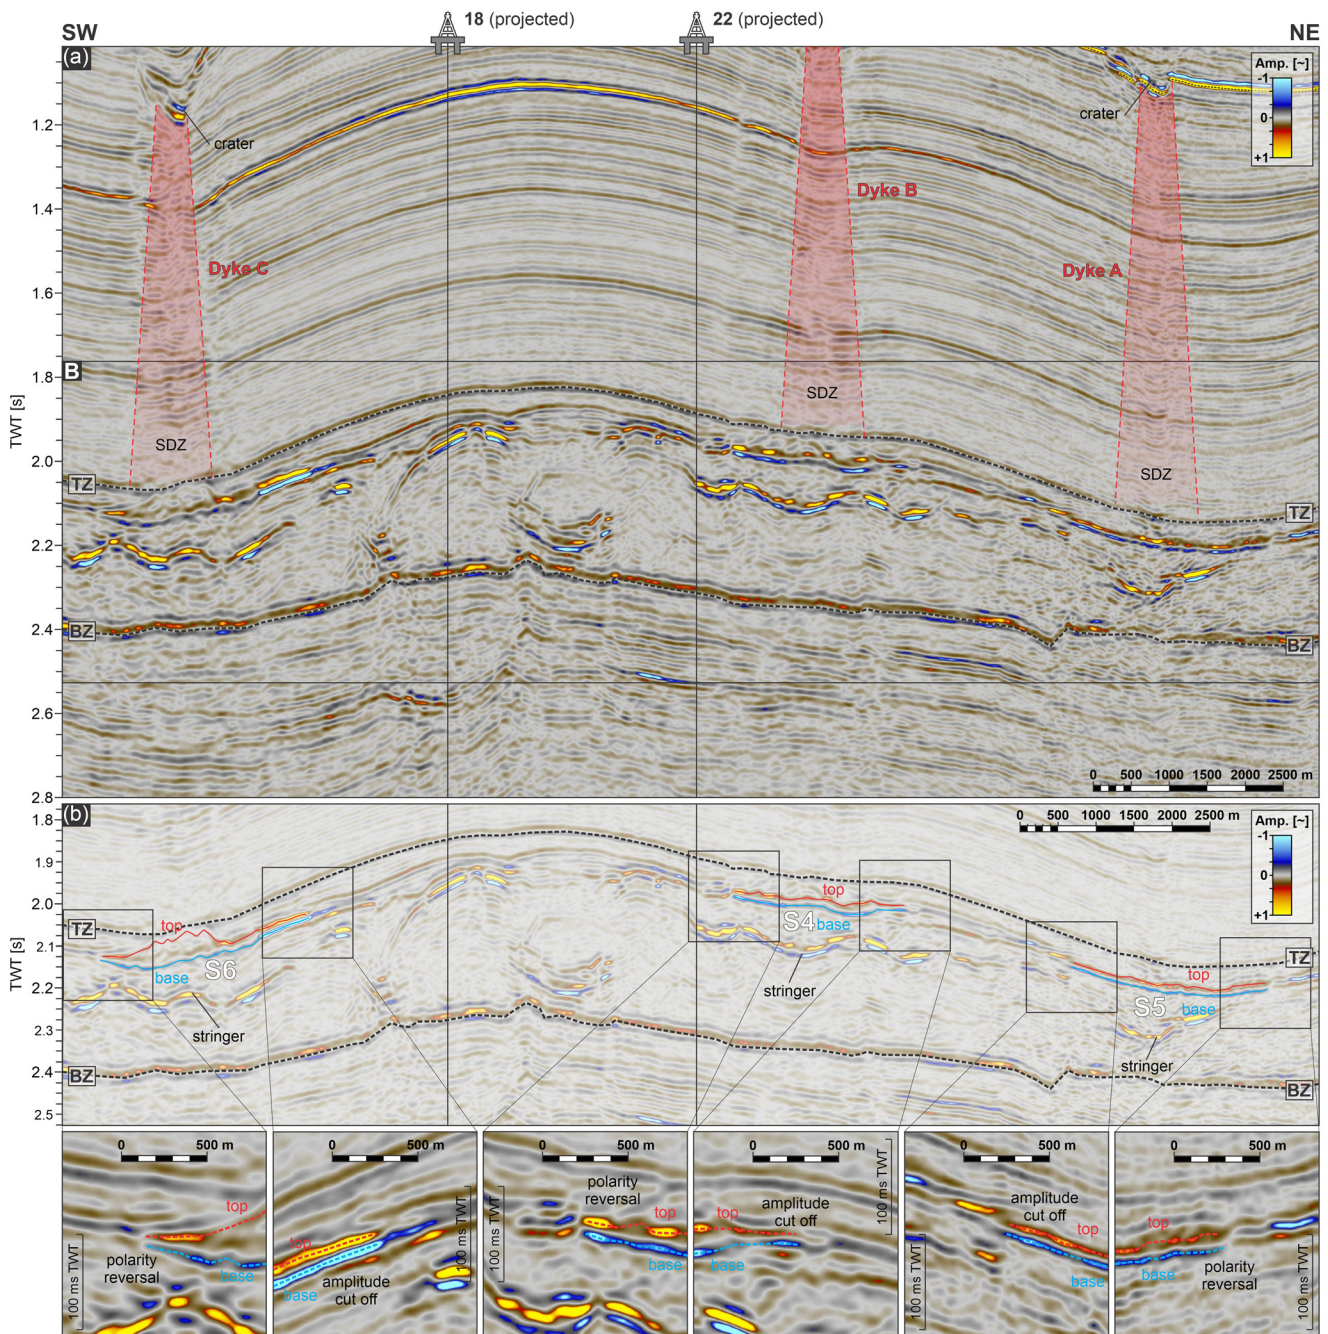 18 (projected)
22 (projected)
SW
NE
(a)
Amp. [~]
-1
0
+1
crater
crater
1.2
1.4
1.6
1.8
2.0
2.2
2.4
2.6
2.8
TWT [s]
Dyke B
Dyke C
Dyke A
B
SDZ
SDZ
SDZ
TZ
TZ
BZ
BZ
0 500 1000 1500 2000 2500 m
(b)
0 500 1000 1500 2000 2500 m
Amp. [~]
-1
0
+1
1.8
1.9
2.0
2.1
2.2
2.3
2.4
2.5
TWT [s]
TZ
top
base
S6
stringer
top
S4
base
stringer
TZ
top
S5
base
stringer
BZ
BZ
0 500 m
top
polarity
reversal
base
100 ms TWT
0 500 m
top
base
amplitude
cut off
100 ms TWT
0 500 m
polarity
reversal
top
base
100 ms TWT
0 500 m
amplitude
cut off
top
base
100 ms TWT
0 500 m
amplitude
cut off
top
base
100 ms TWT
0 500 m
top
base
polarity
reversal
100 ms TWT